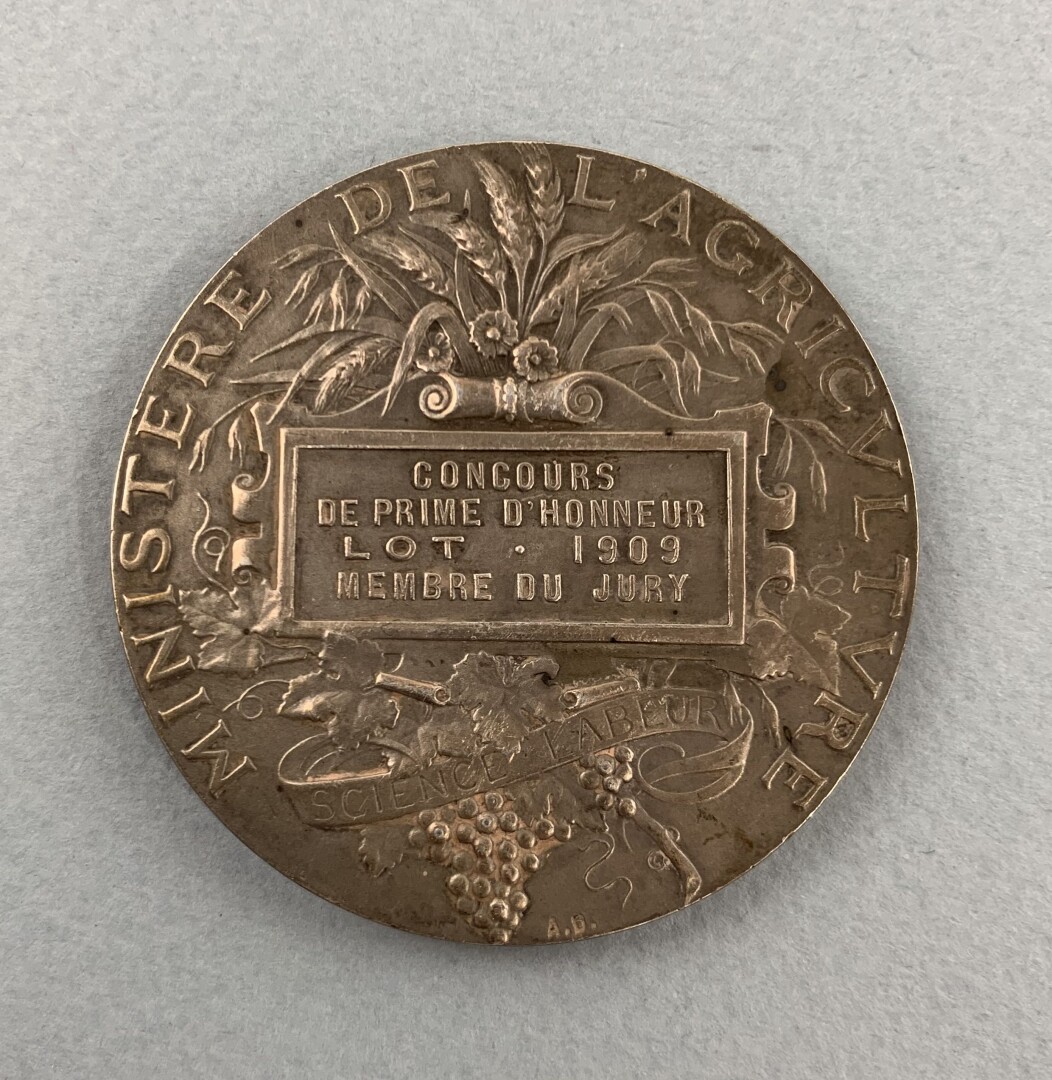 MINISTERE DE L'AGRICVLTVRE
CONCOURS
DE PRIME D'HONNEUR
LOT · 1909
MEMBRE DU JURY
SCIENCE · LABEUR
A.D.